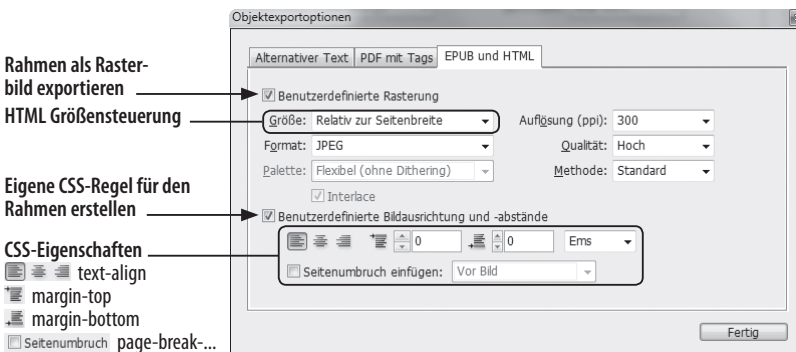 Objektexportoptionen
Alternativer Text PDF mit Tags EPUB und HTML
Rahmen als Raster-
bild exportieren
Benutzerdefinierte Rasterung
HTML Größensteuerung
Größe: Relativ zur Seitenbreite Auflösung (ppi): 300
Format: JPEG Qualität: Hoch
Palette: Flexibel (ohne Dithering) Methode: Standard
Interlace
Eigene CSS-Regel für den
Rahmen erstellen
Benutzerdefinierte Bildausrichtung und -abstände
CSS-Eigenschaften
0 0 Ems
text-align
Seitenumbruch einfügen: Vor Bild
margin-top
margin-bottom
Seitenumbruch page-break-...
Fertig